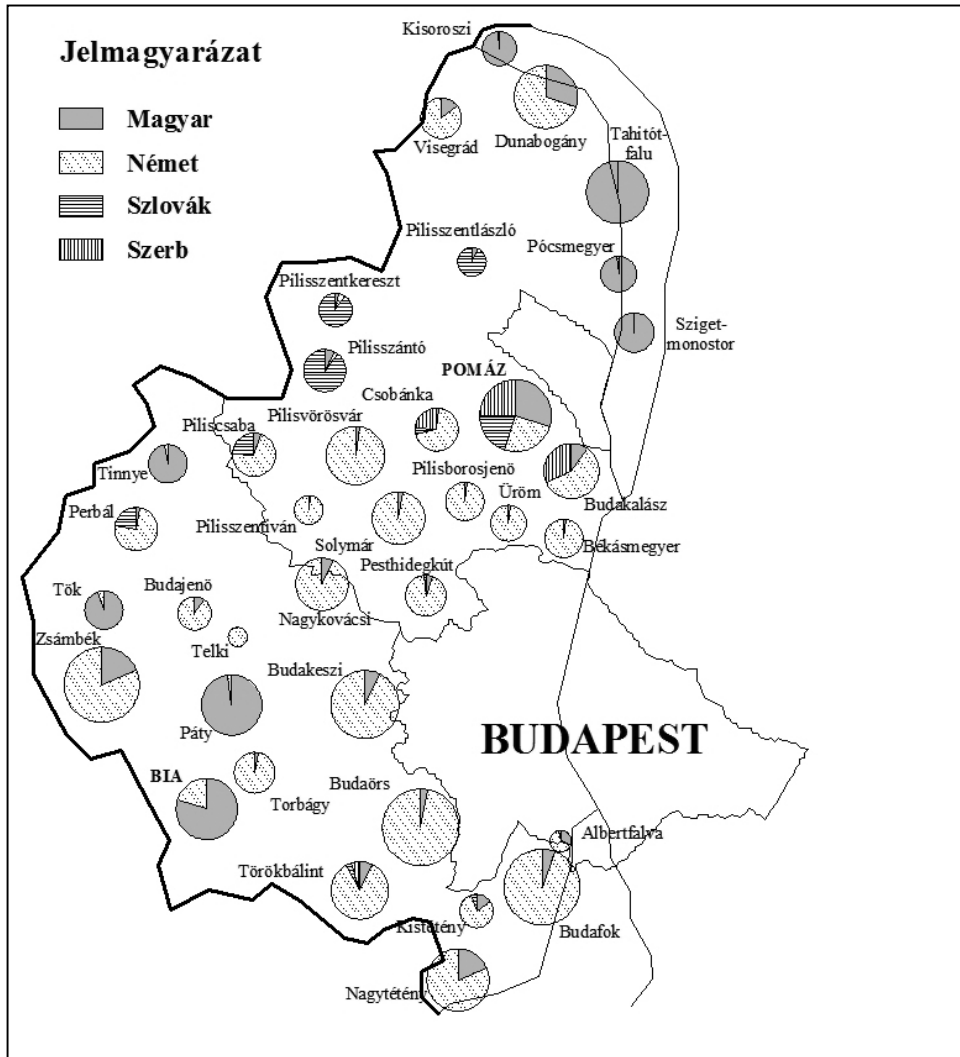 Jelmagyarázat
Magyar
Német
Szlovák
Szerb
Kisoroszi
Visegrád
Dunabogány
Tahitót-
falu
Pilisszentlászló
Pócsmegyer
Pilisszentkereszt
Sziget-
monostor
Pilisszántó
POMÁZ
Csobánka
Piliscsaba
Pilisvörösvár
Tinnye
Pilisborosjenö
Üröm
Budakalász
Perbál
Pilisszentiván
Békásmegyer
Solymár
Pesthidegkút
Tök
Budajenö
Nagykovácsi
Zsámbék
Telki
Budakeszi
Páty
BUDAPEST
BIA
Torbágy
Budaörs
Albertfalva
Törökbálint
Kistétény
Budafok
Nagytétény